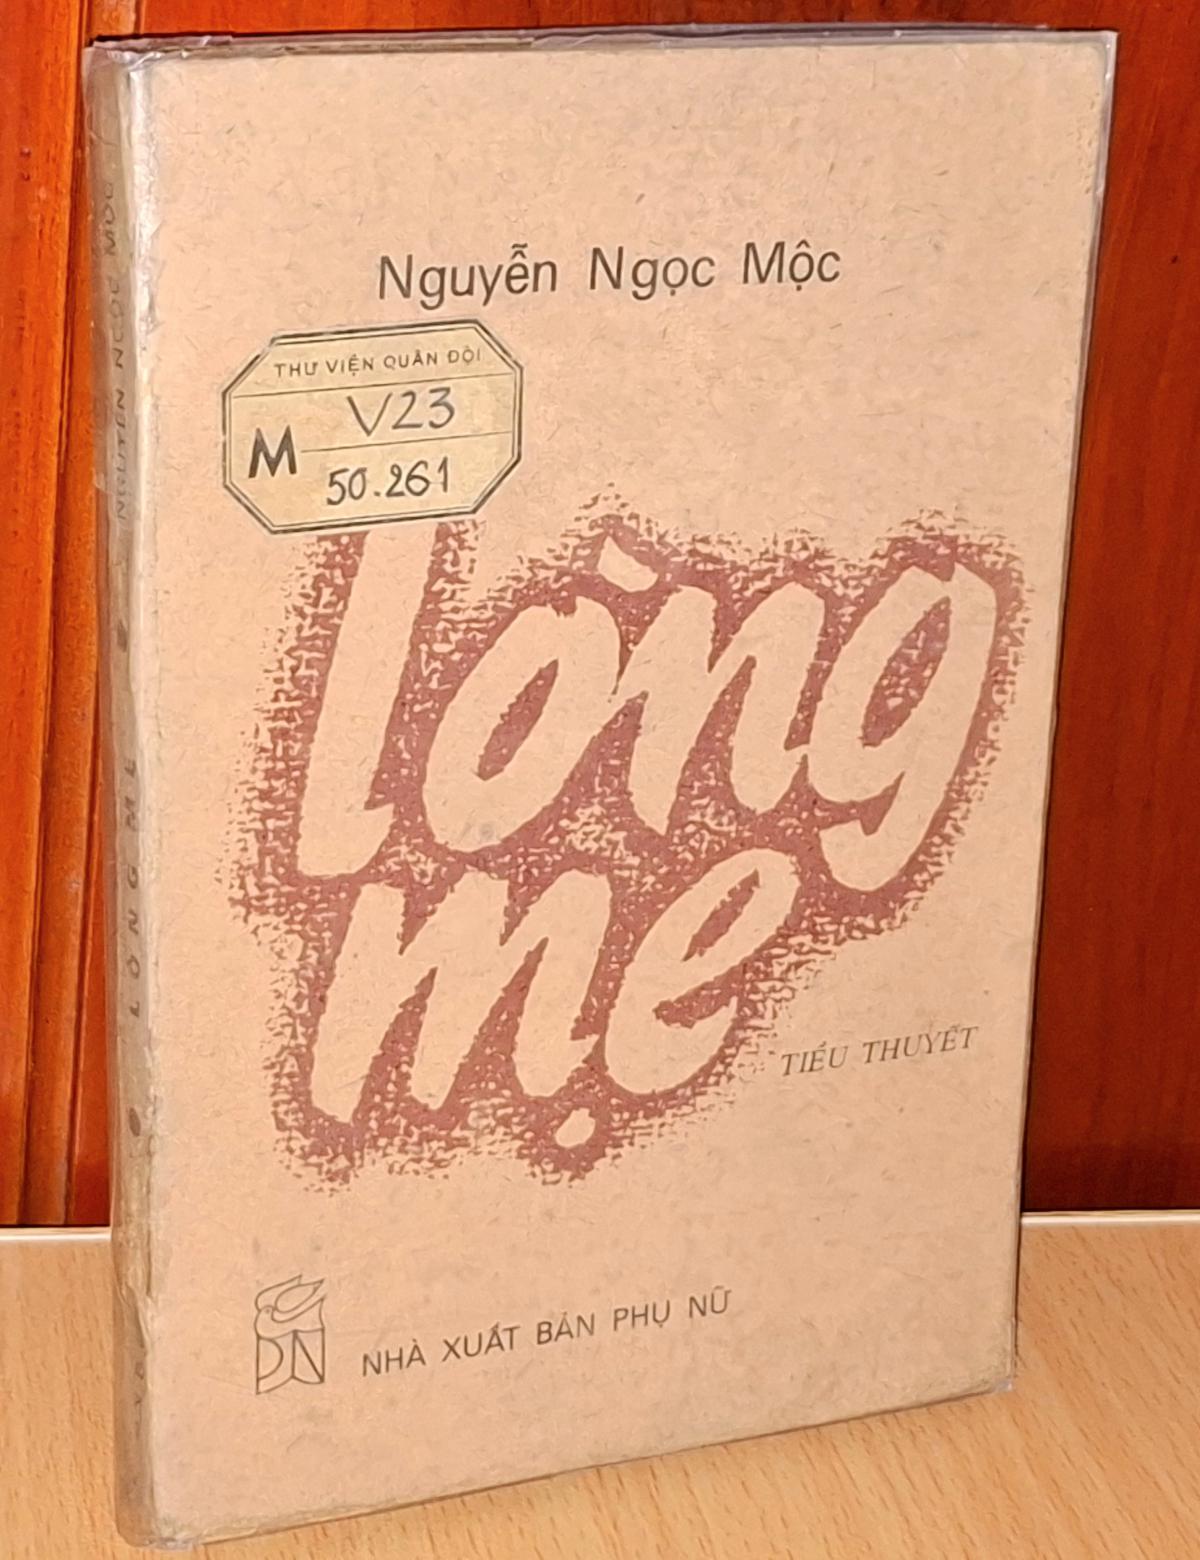 Nguyễn Ngọc Mộc
THƯ VIỆN QUÂN ĐỘI
M
V23
50.261
Lòng
mẹ
TIỂU THUYẾT
PN
NHÀ XUẤT BẢN PHỤ NỮ
NGUYỄN NGỌC MỘC
LÒNG MẸ